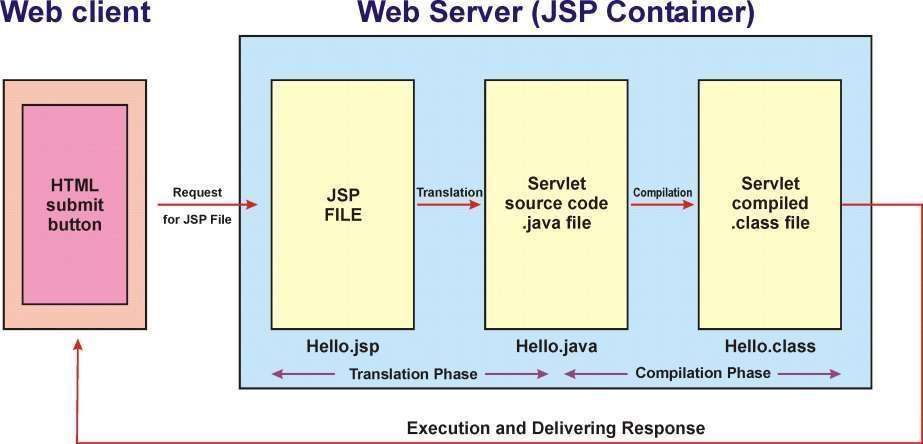 Web client
Web Server (JSP Container)
HTML
submit
button
Request
for JSP File
JSP
FILE
Translation
Servlet
source code
.java file
Compilation
Servlet
compiled
.class file
Hello.jsp
Hello.java
Hello.class
Translation Phase
Compilation Phase
Execution and Delivering Response